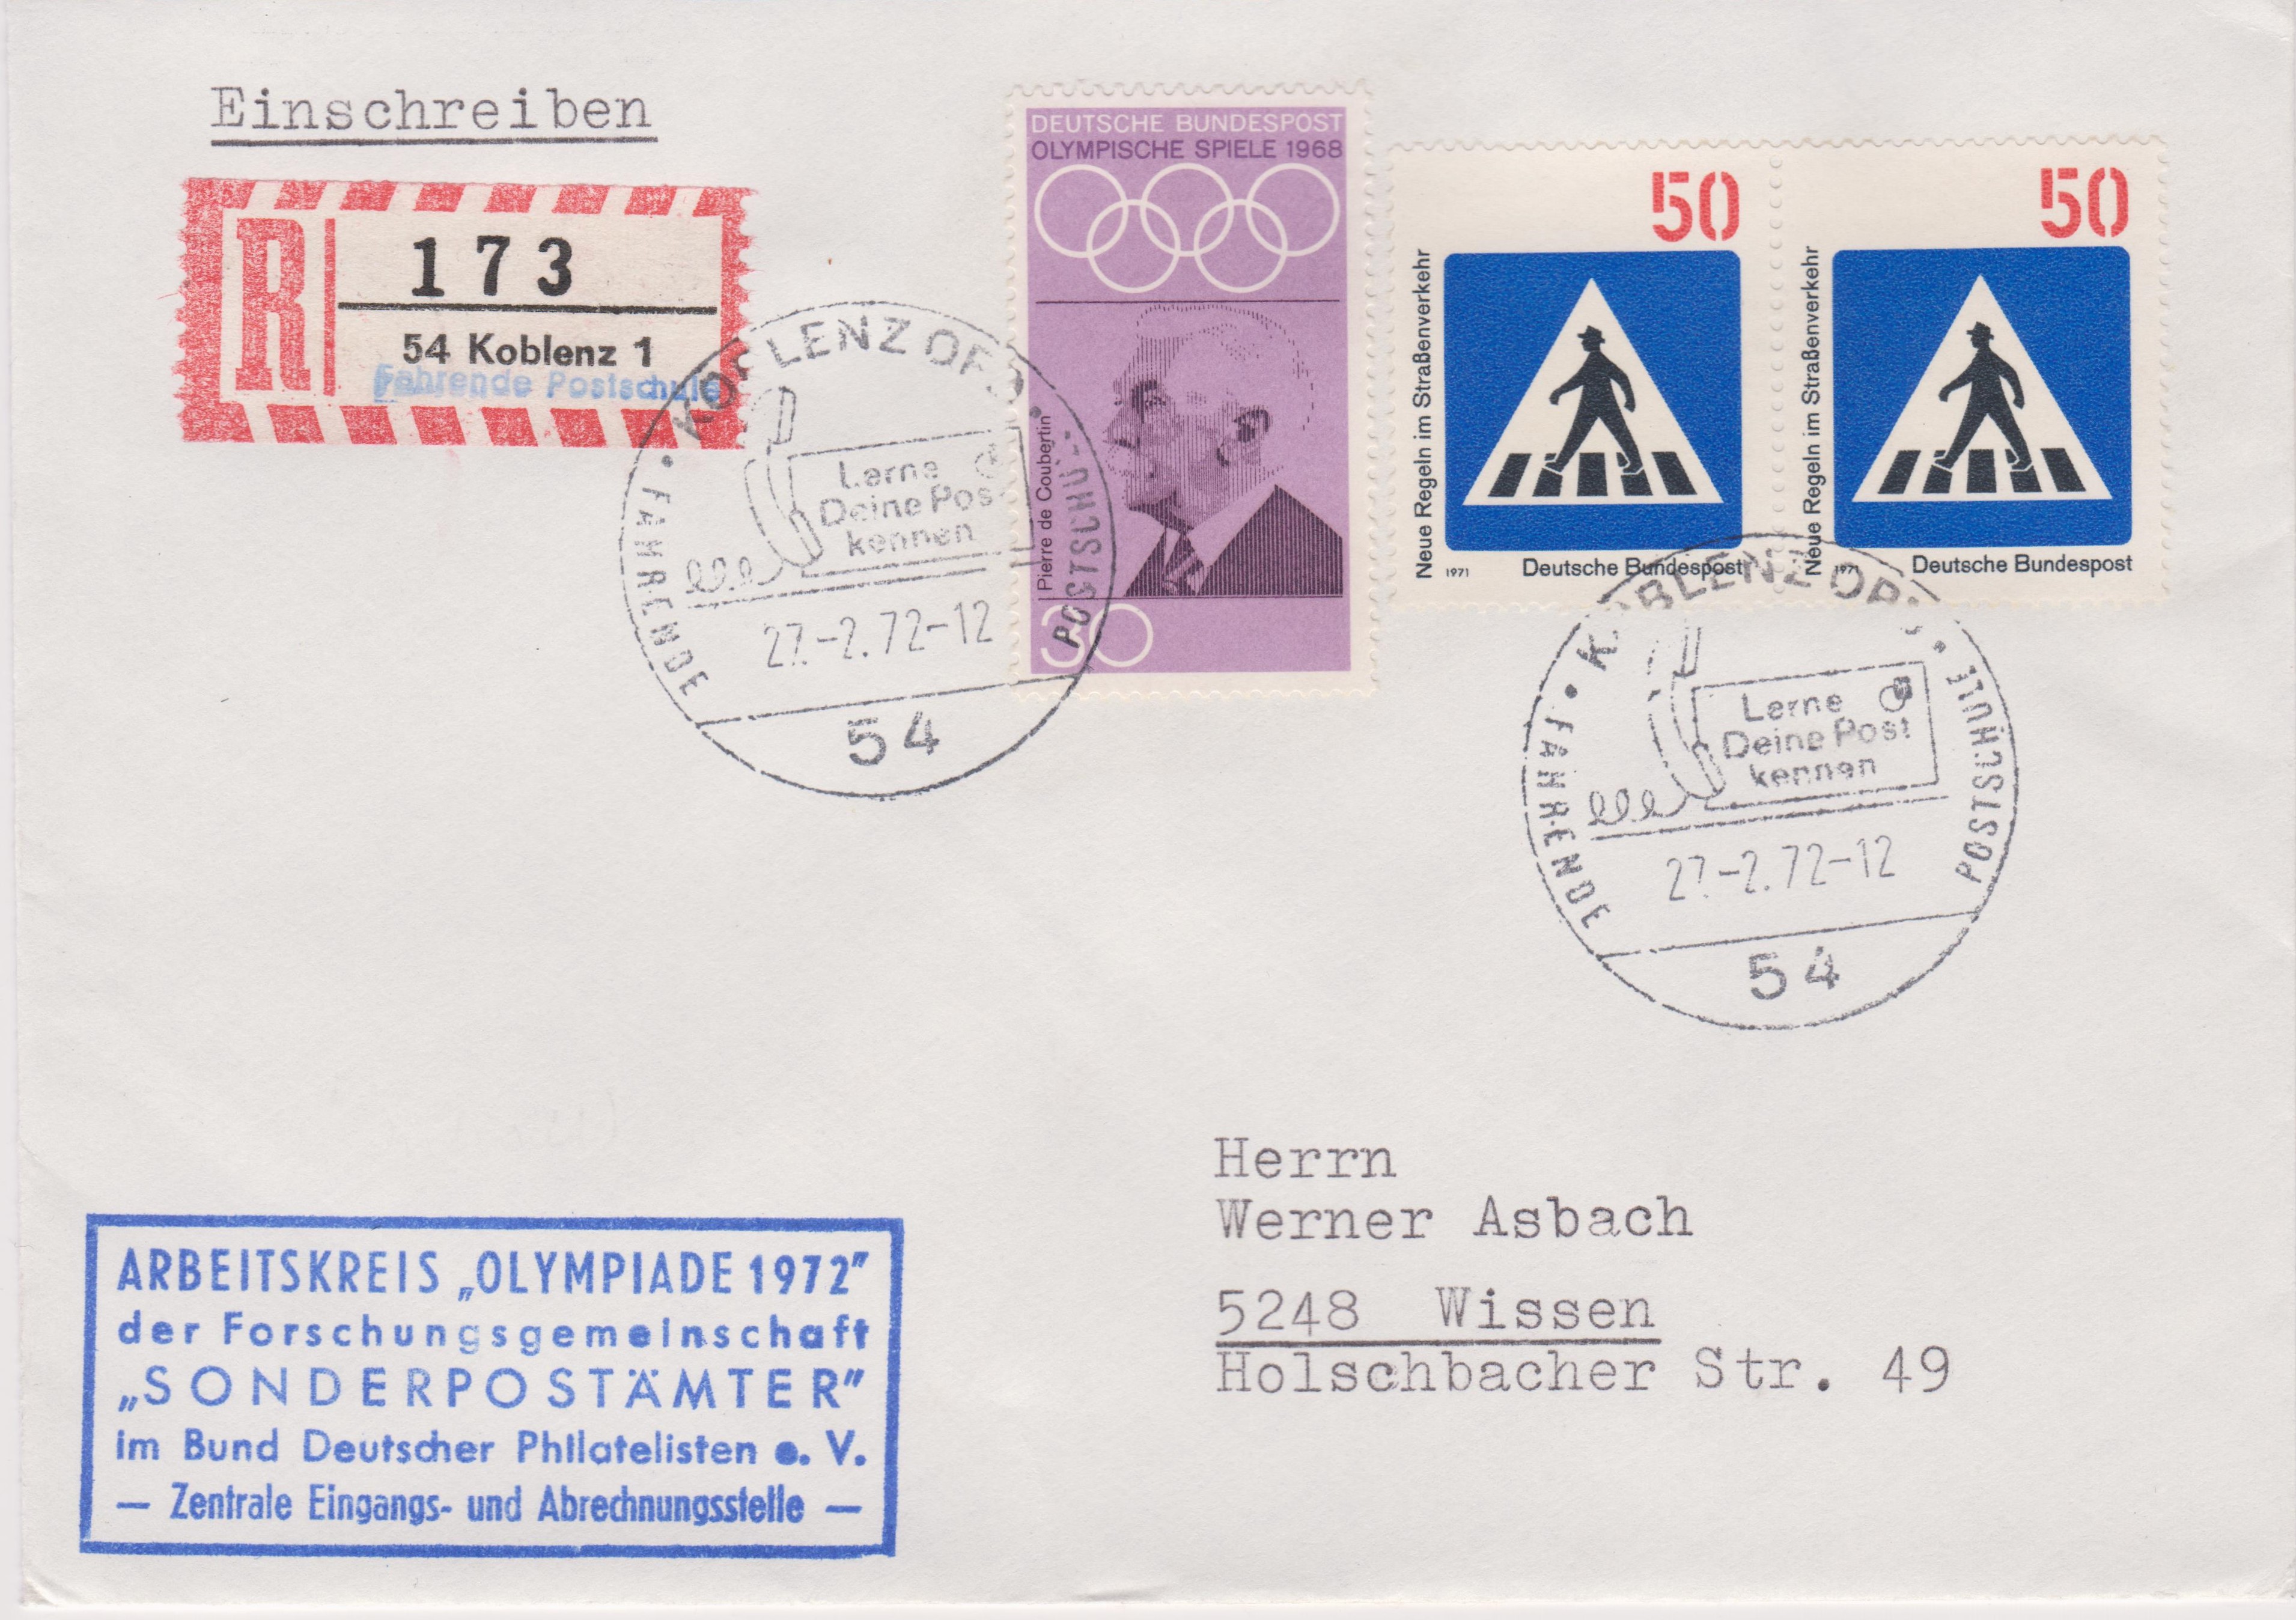 Einschreiben
R
173
54 Koblenz 1
Fahrende Postschule
DEUTSCHE BUNDESPOST
OLYMPISCHE SPIELE 1968
Pierre de Coubertin
30
50
Neue Regeln im Straßenverkehr
1971
Deutsche Bundespost
50
Neue Regeln im Straßenverkehr
1971
Deutsche Bundespost
KOBLENZ OPD
Lerne
Deine Post
kennen
FAHRENDE POSTSCHULE
27.-2.72-12
54
KOBLENZ OPD
Lerne
Deine Post
kennen
FAHRENDE POSTSCHULE
27.-2.72-12
54
Herrn
Werner Asbach
5248 Wissen
Holschbacher Str. 49
ARBEITSKREIS „OLYMPIADE 1972"
der Forschungsgemeinschaft
„SONDERPOSTÄMTER"
im Bund Deutscher Philatelisten e. V.
— Zentrale Eingangs- und Abrechnungsstelle —